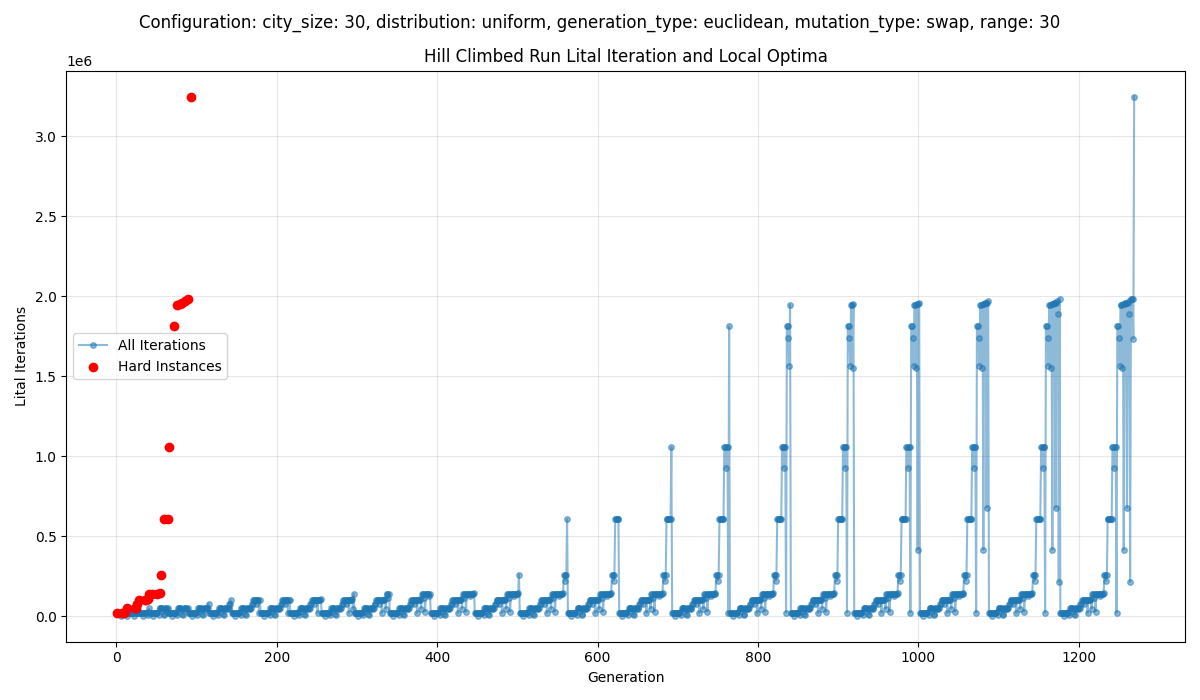 Configuration: city_size: 30, distribution: uniform, generation_type: euclidean, mutation_type: swap, range: 30
Hill Climbed Run Lital Iteration and Local Optima
1e6
3.0
2.5
2.0
1.5
1.0
0.5
0.0
Lital Iterations
All Iterations
Hard Instances
0 200 400 600 800 1000 1200
Generation